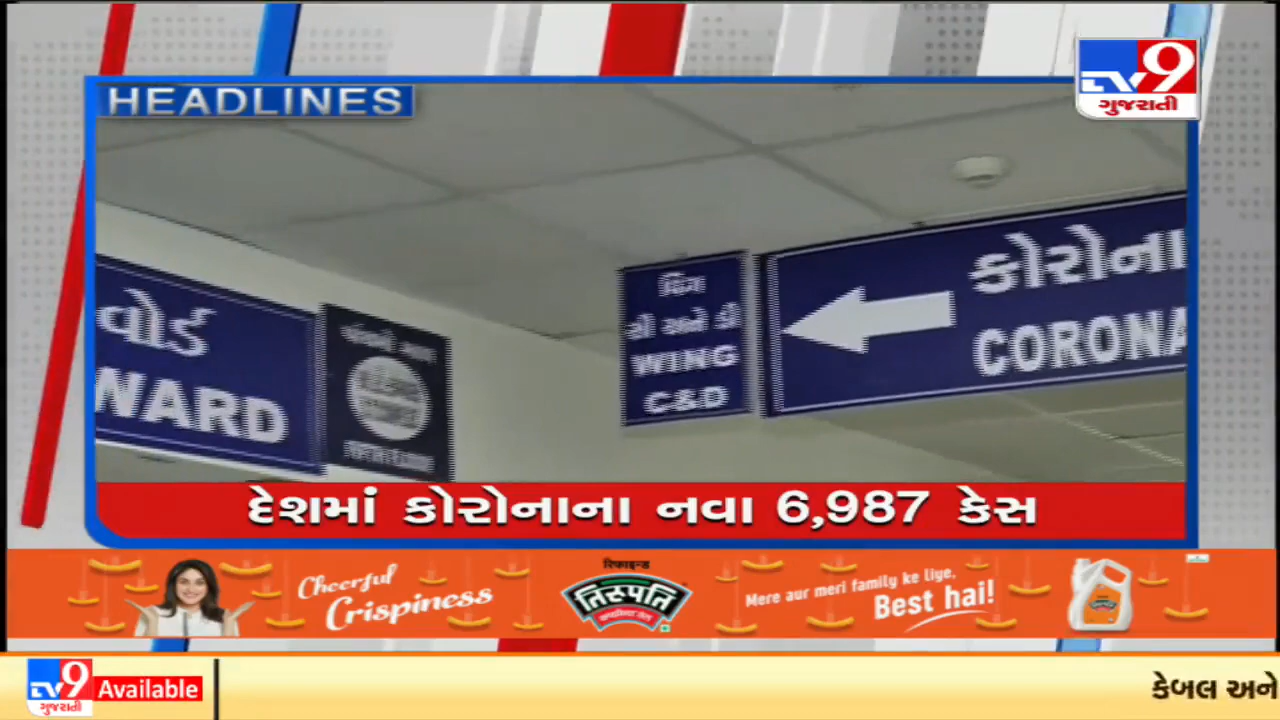 HEADLINES
TV9
ગુજરાતી
કોરોના
CORONA
વિંગ
સી અને ડી
WING
C&D
વોર્ડ
WARD
દેશમાં કોરોનાના નવા 6,987 કેસ
Cheerful
Crispiness
રિફાઇન્ડ
તિરુપતિ
Mere aur meri family ke liye,
Best hai!
TV9
ગુજરાતી
Available
કેબલ અને